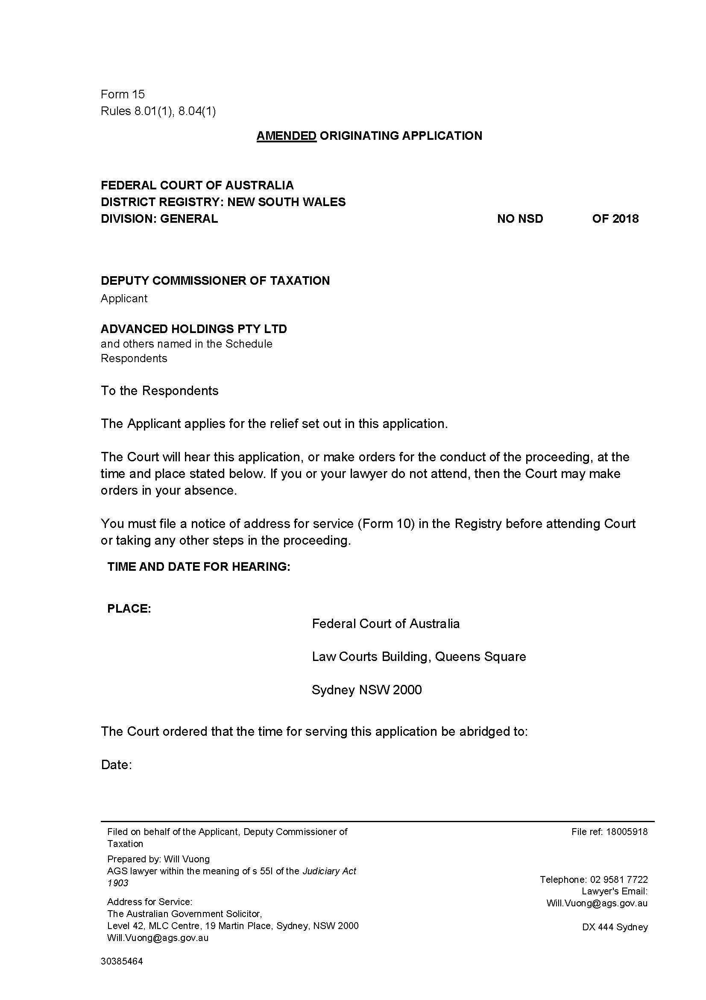 Form 15
Rules 8.01(1), 8.04(1)
AMENDED ORIGINATING APPLICATION
FEDERAL COURT OF AUSTRALIA
DISTRICT REGISTRY: NEW SOUTH WALES
DIVISION: GENERAL NO NSD OF 2018
DEPUTY COMMISSIONER OF TAXATION
Applicant
ADVANCED HOLDINGS PTY LTD
and others named in the Schedule
Respondents
To the Respondents
The Applicant applies for the relief set out in this application.
The Court will hear this application, or make orders for the conduct of the proceeding, at the
time and place stated below. If you or your lawyer do not attend, then the Court may make
orders in your absence.
You must file a notice of address for service (Form 10) in the Registry before attending Court
or taking any other steps in the proceeding.
TIME AND DATE FOR HEARING:
PLACE:
Federal Court of Australia
Law Courts Building, Queens Square
Sydney NSW 2000
The Court ordered that the time for serving this application be abridged to:
Date:
Filed on behalf of the Applicant, Deputy Commissioner of
Taxation
File ref: 18005918
Prepared by: Will Vuong
AGS lawyer within the meaning of s 55I of the Judiciary Act
1903
Telephone: 02 9581 7722
Lawyer's Email:
Will.Vuong@ags.gov.au
Address for Service:
The Australian Government Solicitor,
Level 42, MLC Centre, 19 Martin Place, Sydney, NSW 2000
Will.Vuong@ags.gov.au
DX 444 Sydney
30385464